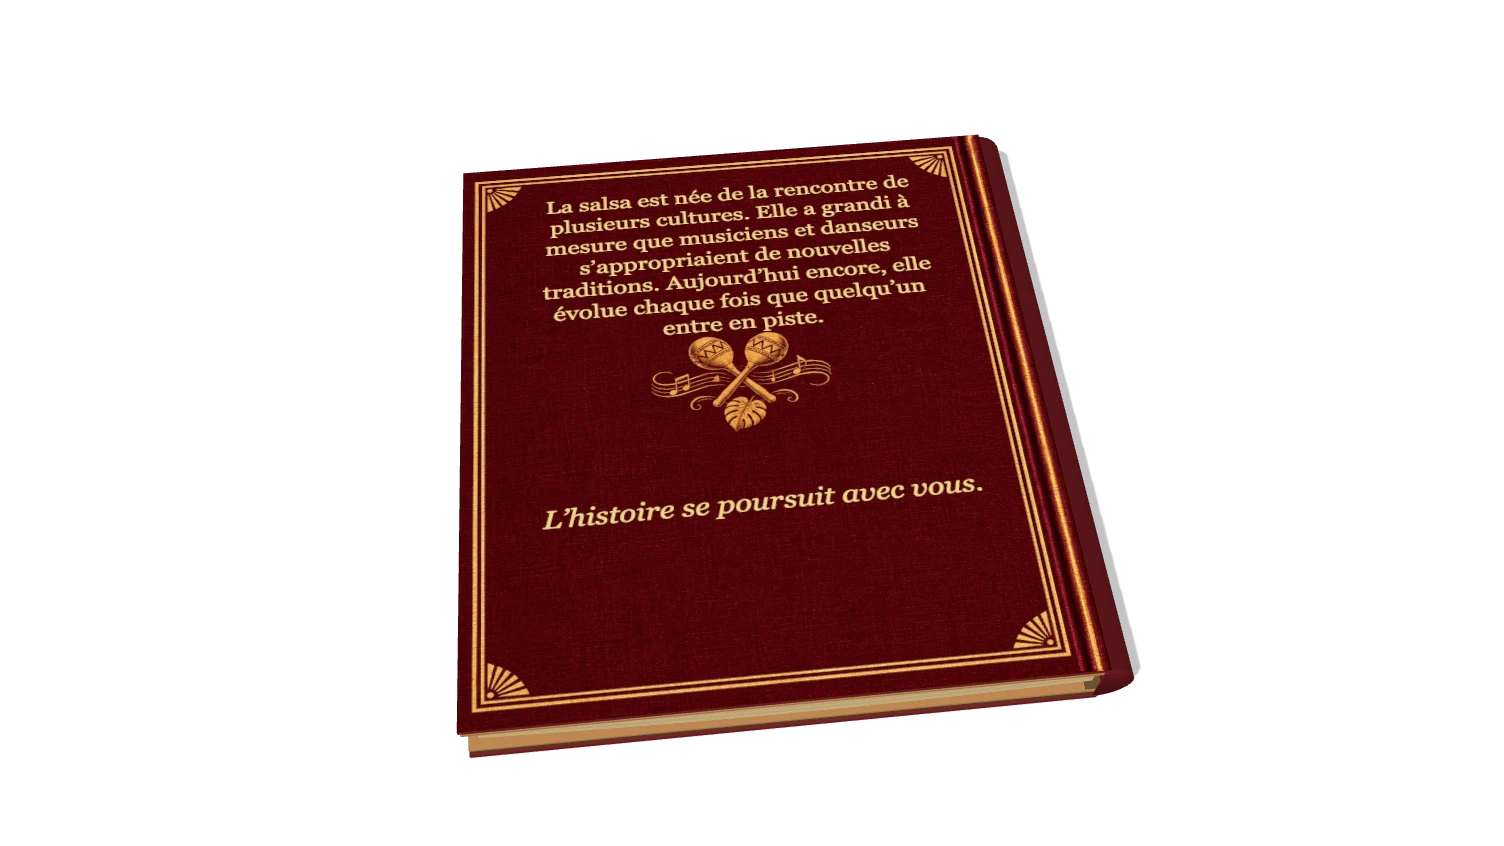 La salsa est née de la rencontre de
plusieurs cultures. Elle a grandi à
mesure que musiciens et danseurs
s’appropriaient de nouvelles
traditions. Aujourd’hui encore, elle
évolue chaque fois que quelqu’un
entre en piste.
L’histoire se poursuit avec vous.